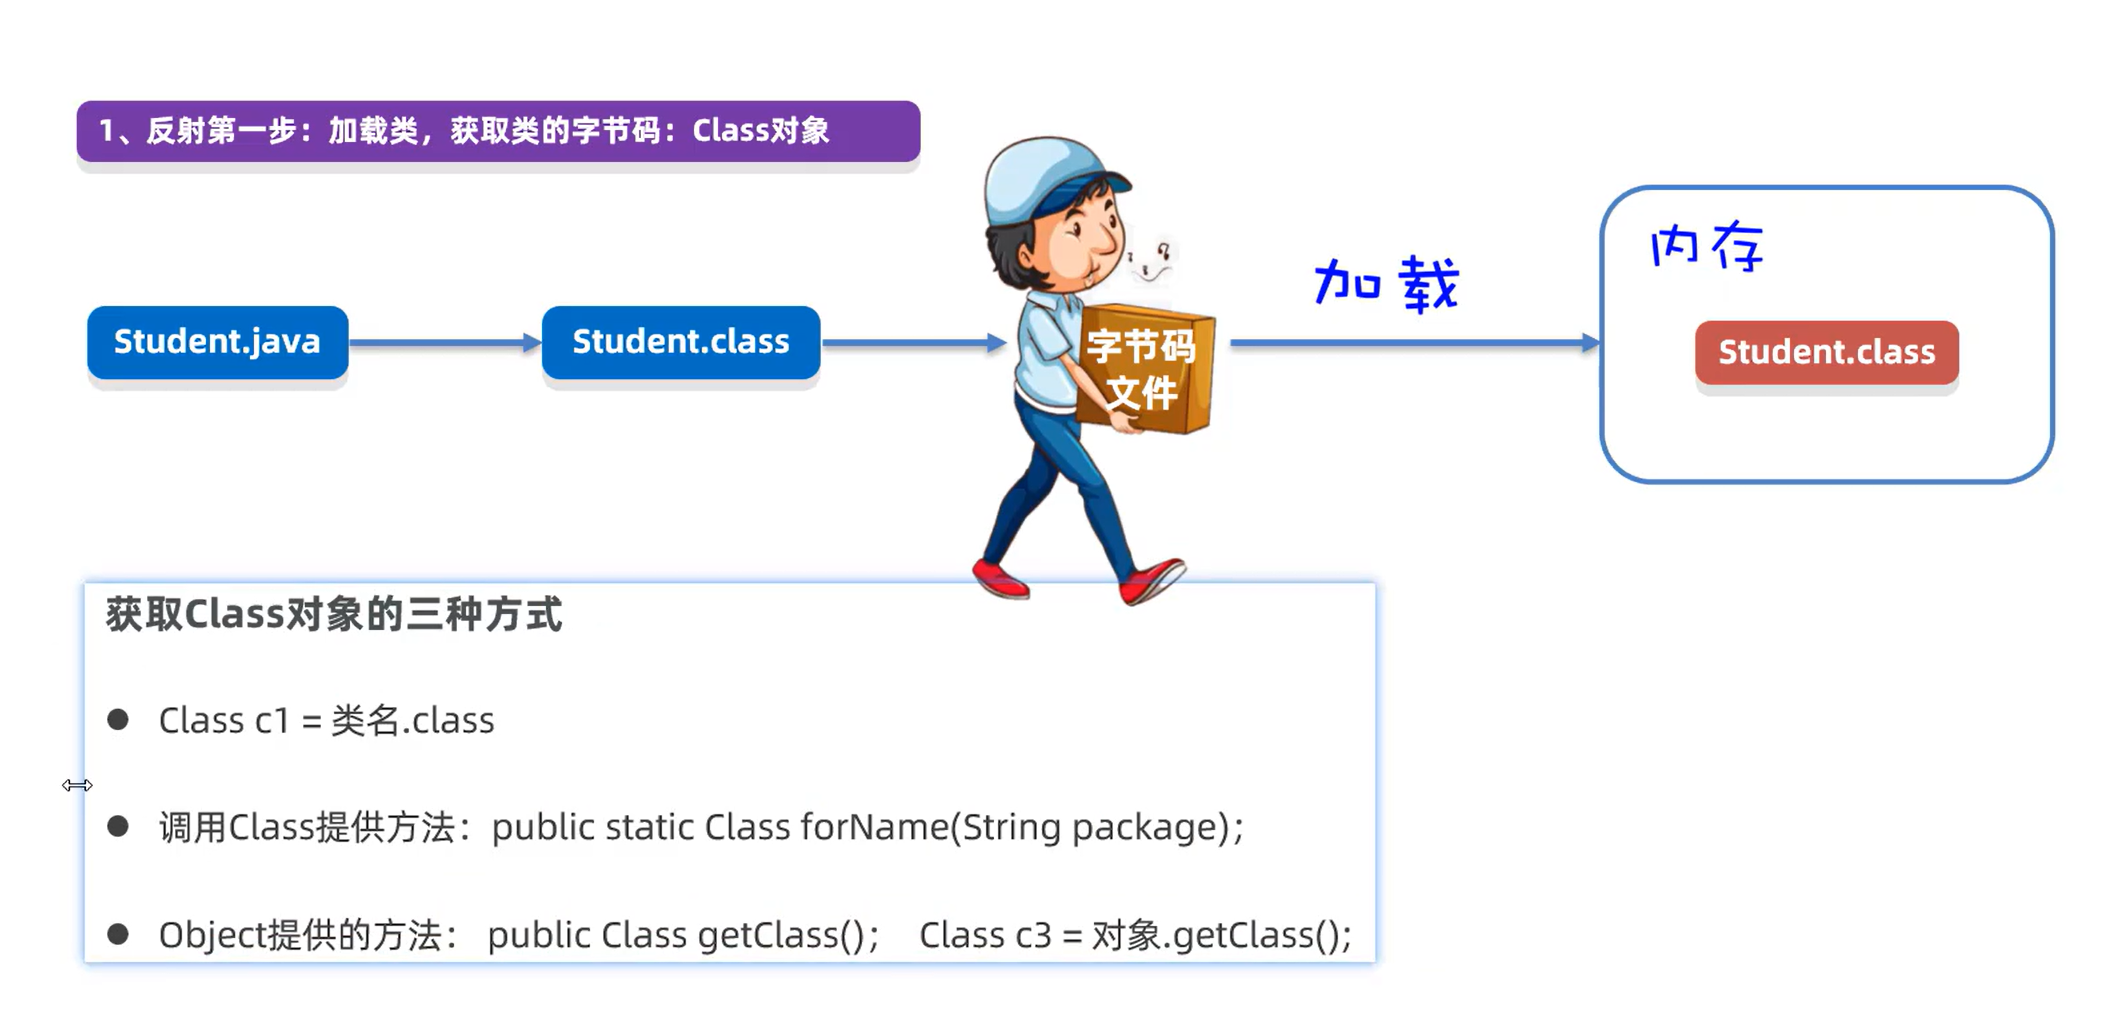 1、反射第一步：加载类，获取类的字节码：Class对象
Student.java
Student.class
字节码
文件
加载
内存
Student.class
获取Class对象的三种方式
● Class c1 = 类名.class
● 调用Class提供方法：public static Class forName(String package);
● Object提供的方法： public Class getClass(); Class c3 = 对象.getClass();